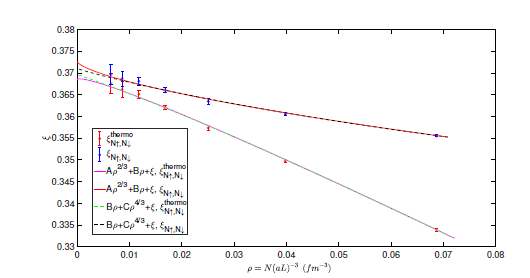 0.38
0.375
0.37
0.365
0.36
0.355
0.35
0.345
0.34
0.335
0.33
ξ
ξ^{thermo}_{N↑,N↓}
ξ_{N↑,N↓}
Aρ^{2/3}+Bρ+ξ, ξ^{thermo}_{N↑,N↓}
Aρ^{2/3}+Bρ+ξ, ξ_{N↑,N↓}
Bρ+Cρ^{4/3}+ξ, ξ^{thermo}_{N↑,N↓}
Bρ+Cρ^{4/3}+ξ, ξ_{N↑,N↓}
0 0.01 0.02 0.03 0.04 0.05 0.06 0.07 0.08
ρ = N(aL)^{-3} (fm^{-3})